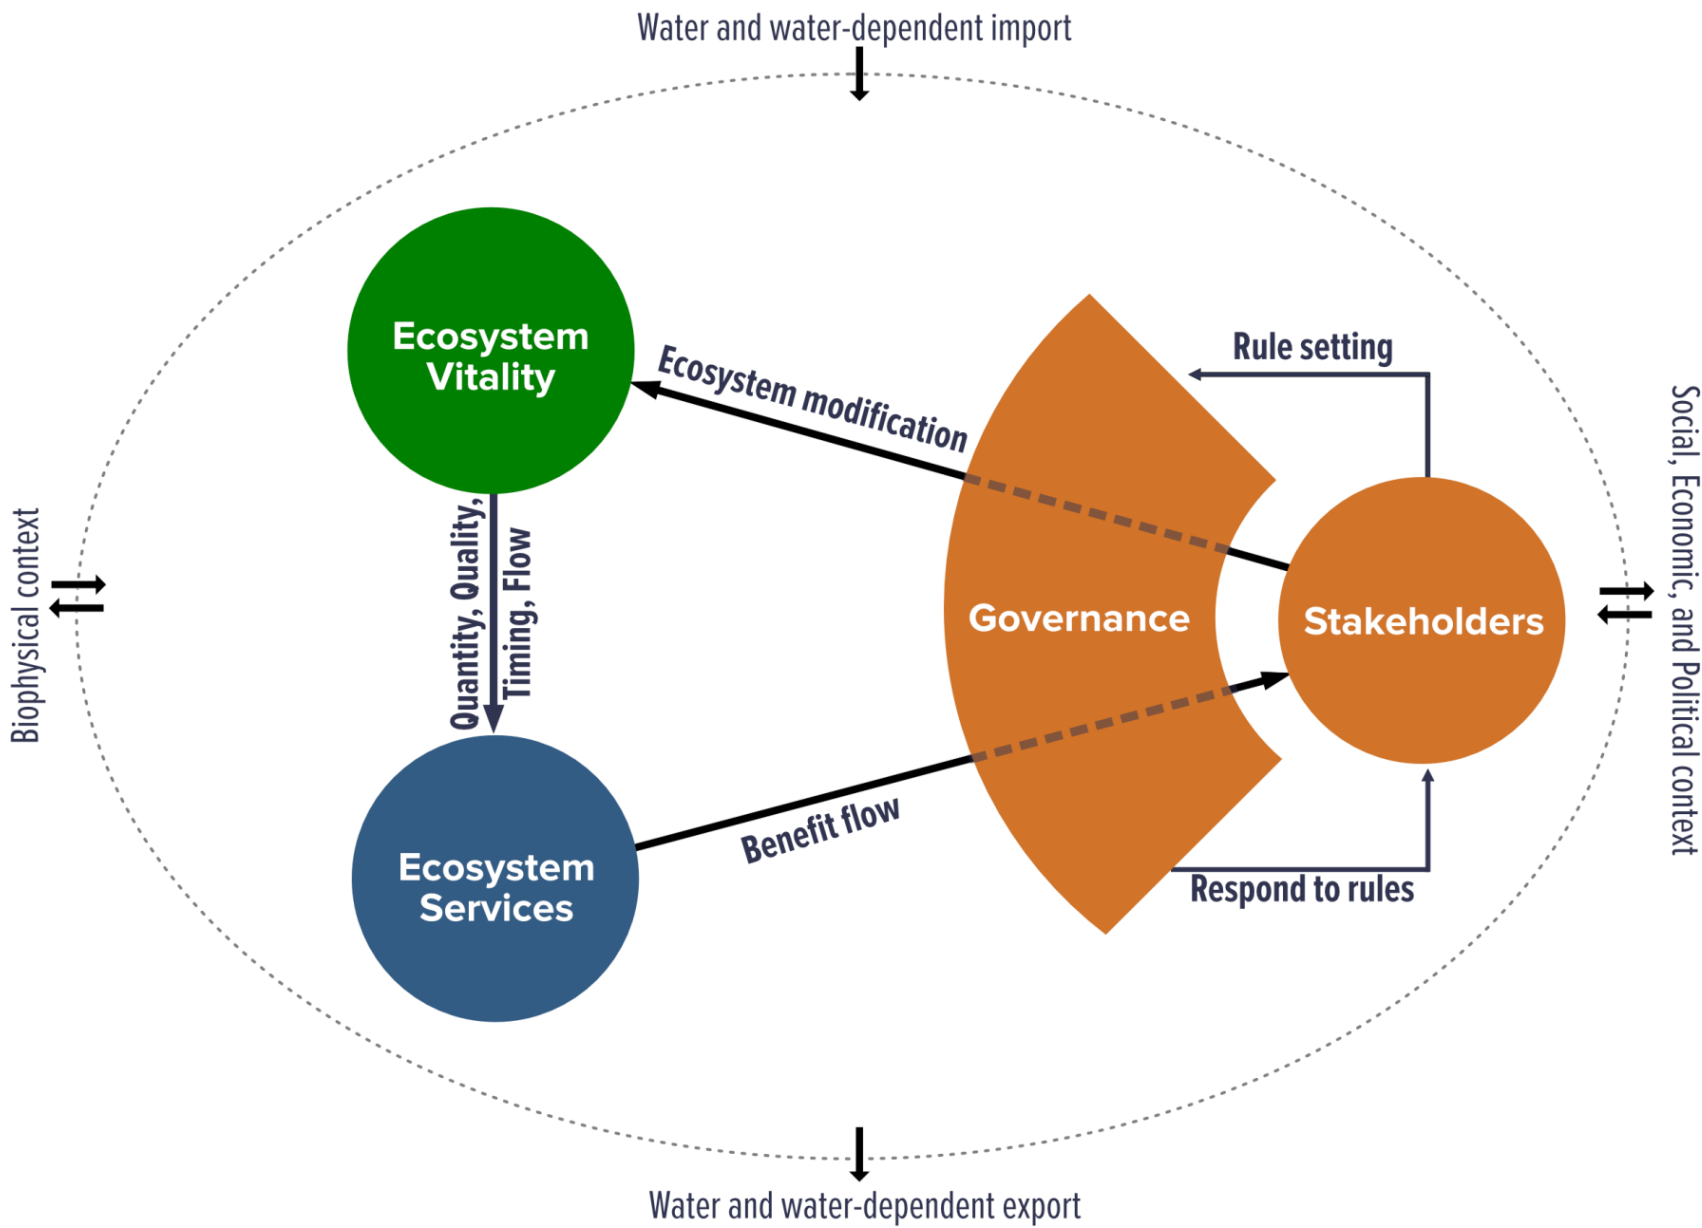 Water and water-dependent import
Ecosystem
Vitality
Ecosystem modification
Rule setting
Quantity, Quality,
Timing, Flow
Biophysical context
Governance
Stakeholders
Social, Economic, and Political context
Benefit flow
Ecosystem
Services
Respond to rules
Water and water-dependent export